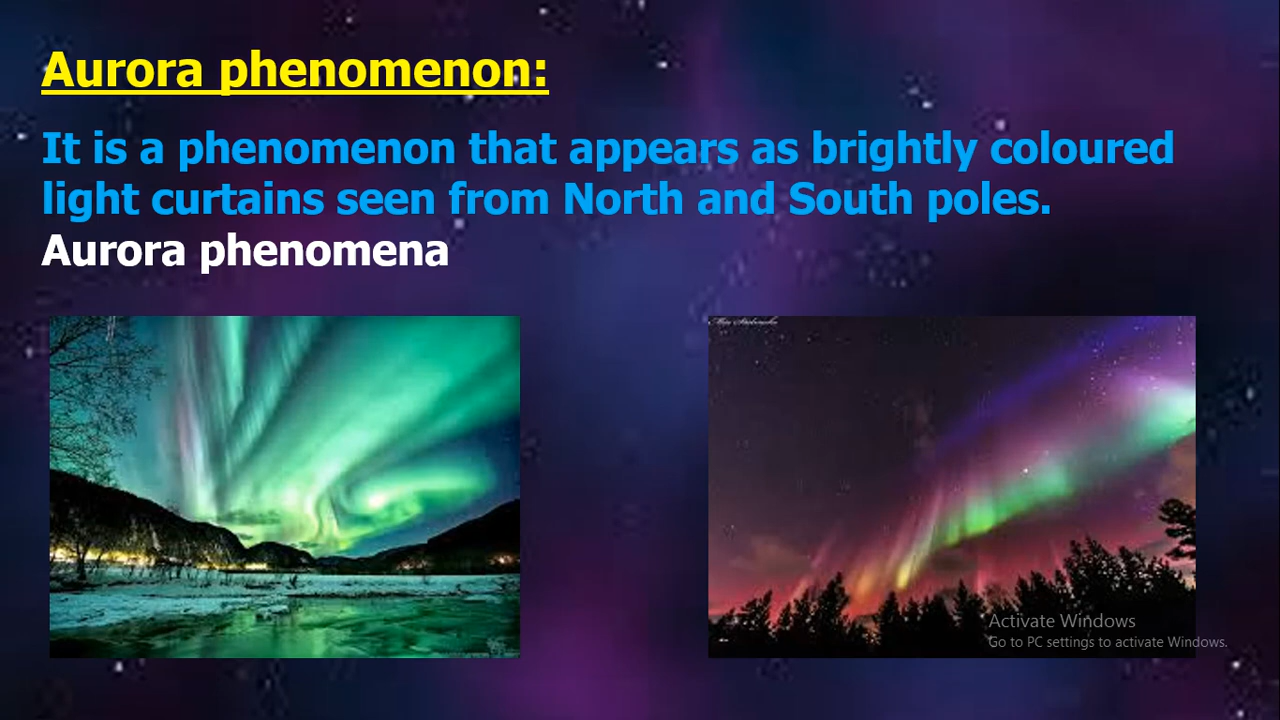 Aurora phenomenon:
It is a phenomenon that appears as brightly coloured
light curtains seen from North and South poles.
Aurora phenomena
Activate Windows
Go to PC settings to activate Windows.